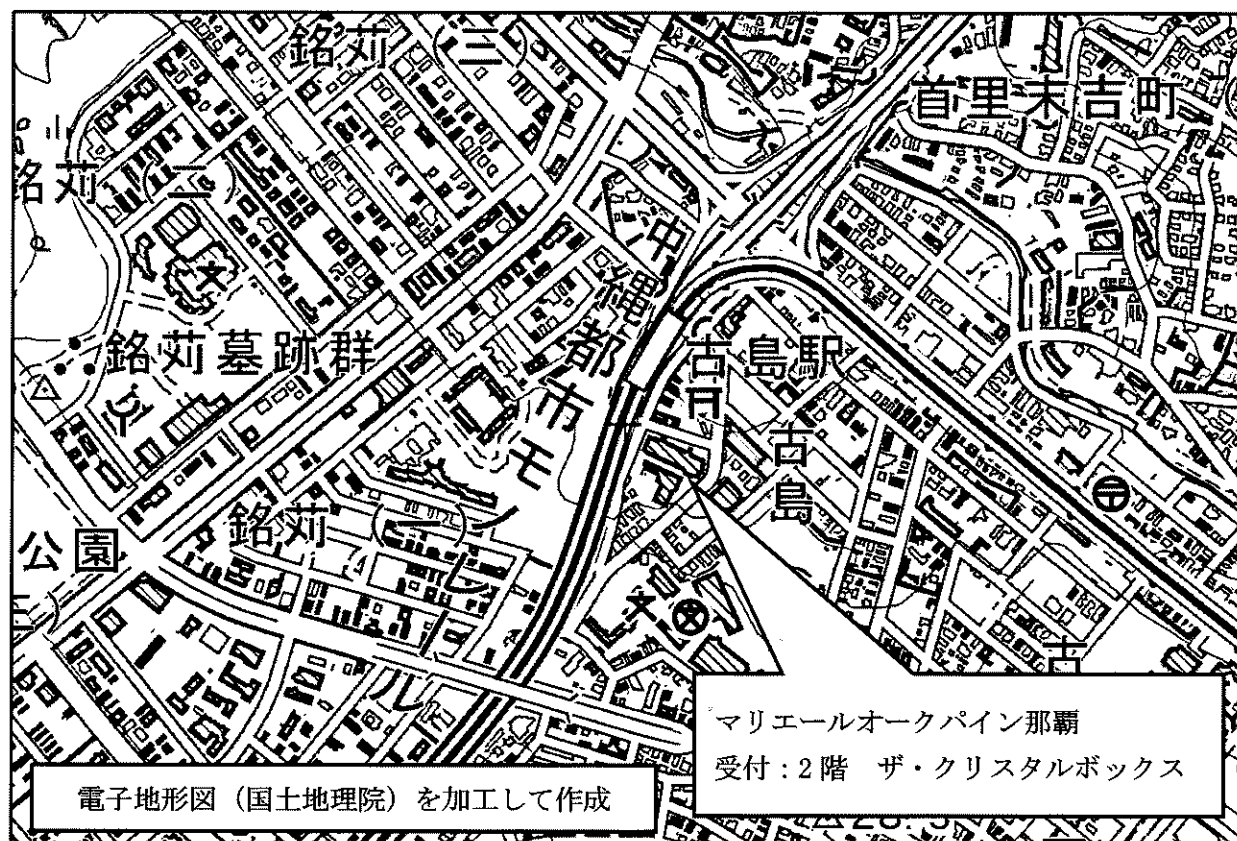 銘苅(三)
首里末吉町
銘苅(二)
沖縄都市モノレール
銘苅墓跡群
古島駅
古島
銘苅(一)
公園
マリエールオークパイン那覇
受付:2階 ザ・クリスタルボックス
電子地形図(国土地理院)を加工して作成